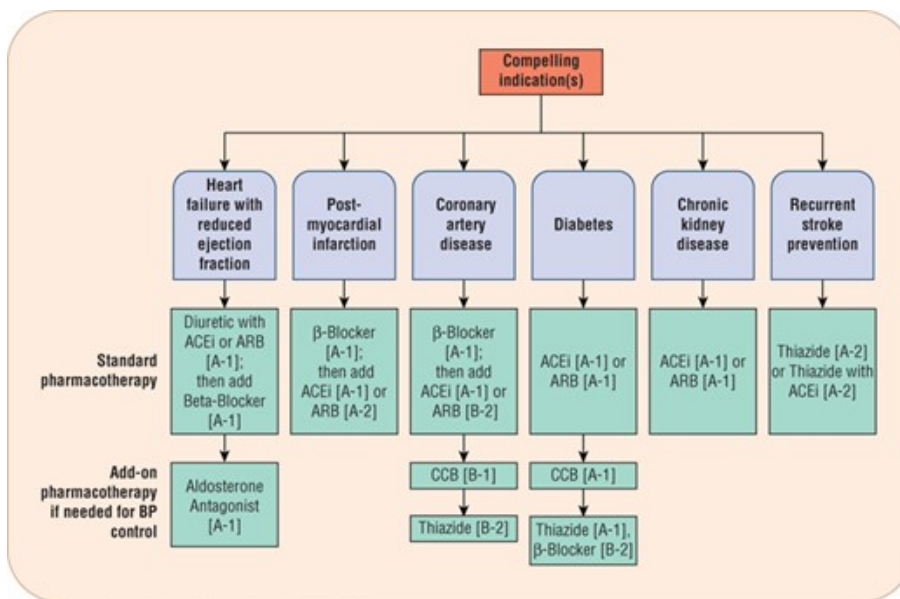 Compelling
indication(s)
Heart
failure with
reduced
ejection
fraction
Post-
myocardial
infarction
Coronary
artery
disease
Diabetes
Chronic
kidney
disease
Recurrent
stroke
prevention
Standard
pharmacotherapy
Diuretic with
ACEi or ARB
[A-1];
then add
Beta-Blocker
[A-1]
β-Blocker
[A-1];
then add
ACEi [A-1] or
ARB [A-2]
β-Blocker
[A-1];
then add
ACEi [A-1] or
ARB [B-2]
ACEi [A-1] or
ARB [A-1]
ACEi [A-1] or
ARB [A-1]
Thiazide [A-2]
or Thiazide with
ACEi [A-2]
Add-on
pharmacotherapy
if needed for BP
control
Aldosterone
Antagonist
[A-1]
CCB [B-1]
Thiazide [B-2]
CCB [A-1]
Thiazide [A-1],
β-Blocker [B-2]